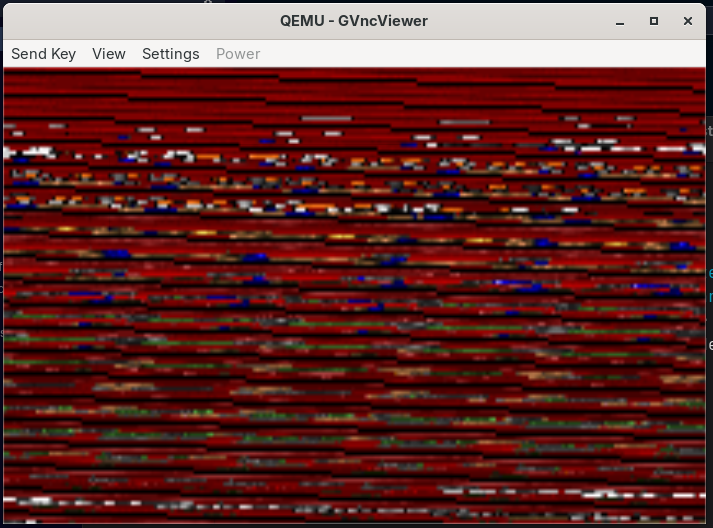 QEMU - GVncViewer
Send Key View Settings Power